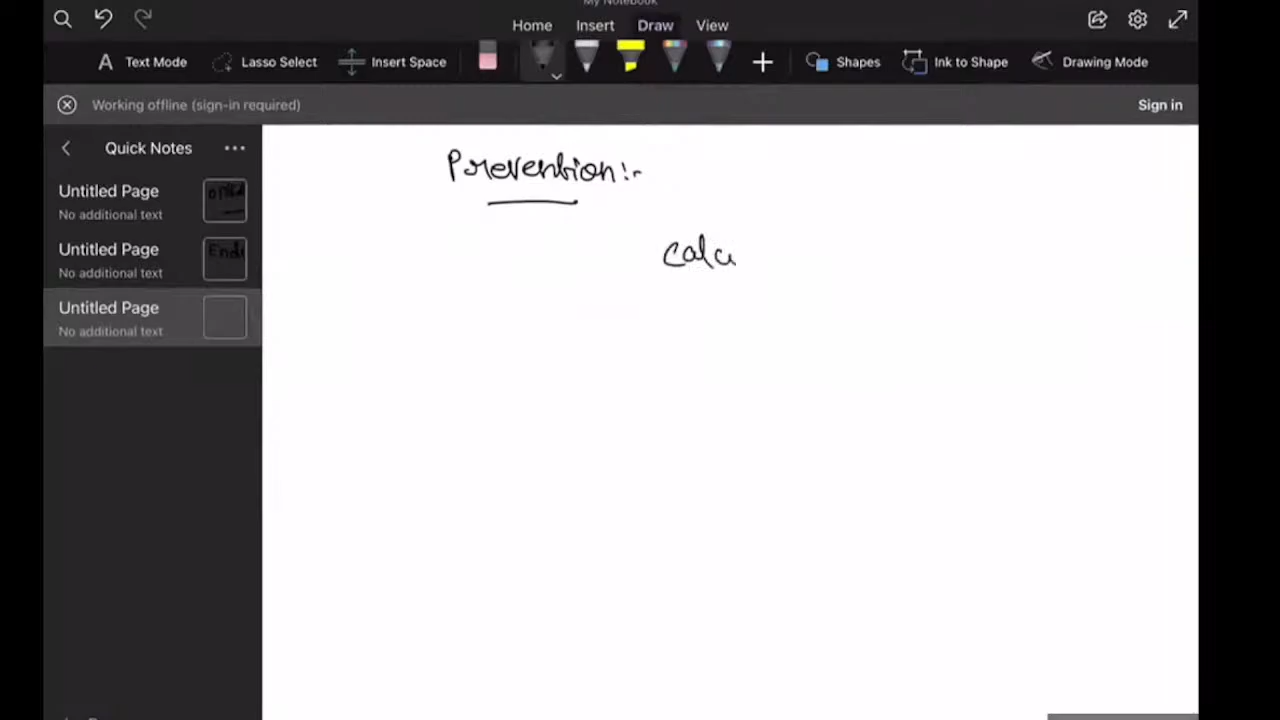 My Notebook
Home Insert Draw View
Text Mode Lasso Select Insert Space Shapes Ink to Shape Drawing Mode
Working offline (sign-in required) Sign in
Quick Notes
Untitled Page
No additional text
Untitled Page
No additional text
Untitled Page
No additional text
Prevention:-
calc